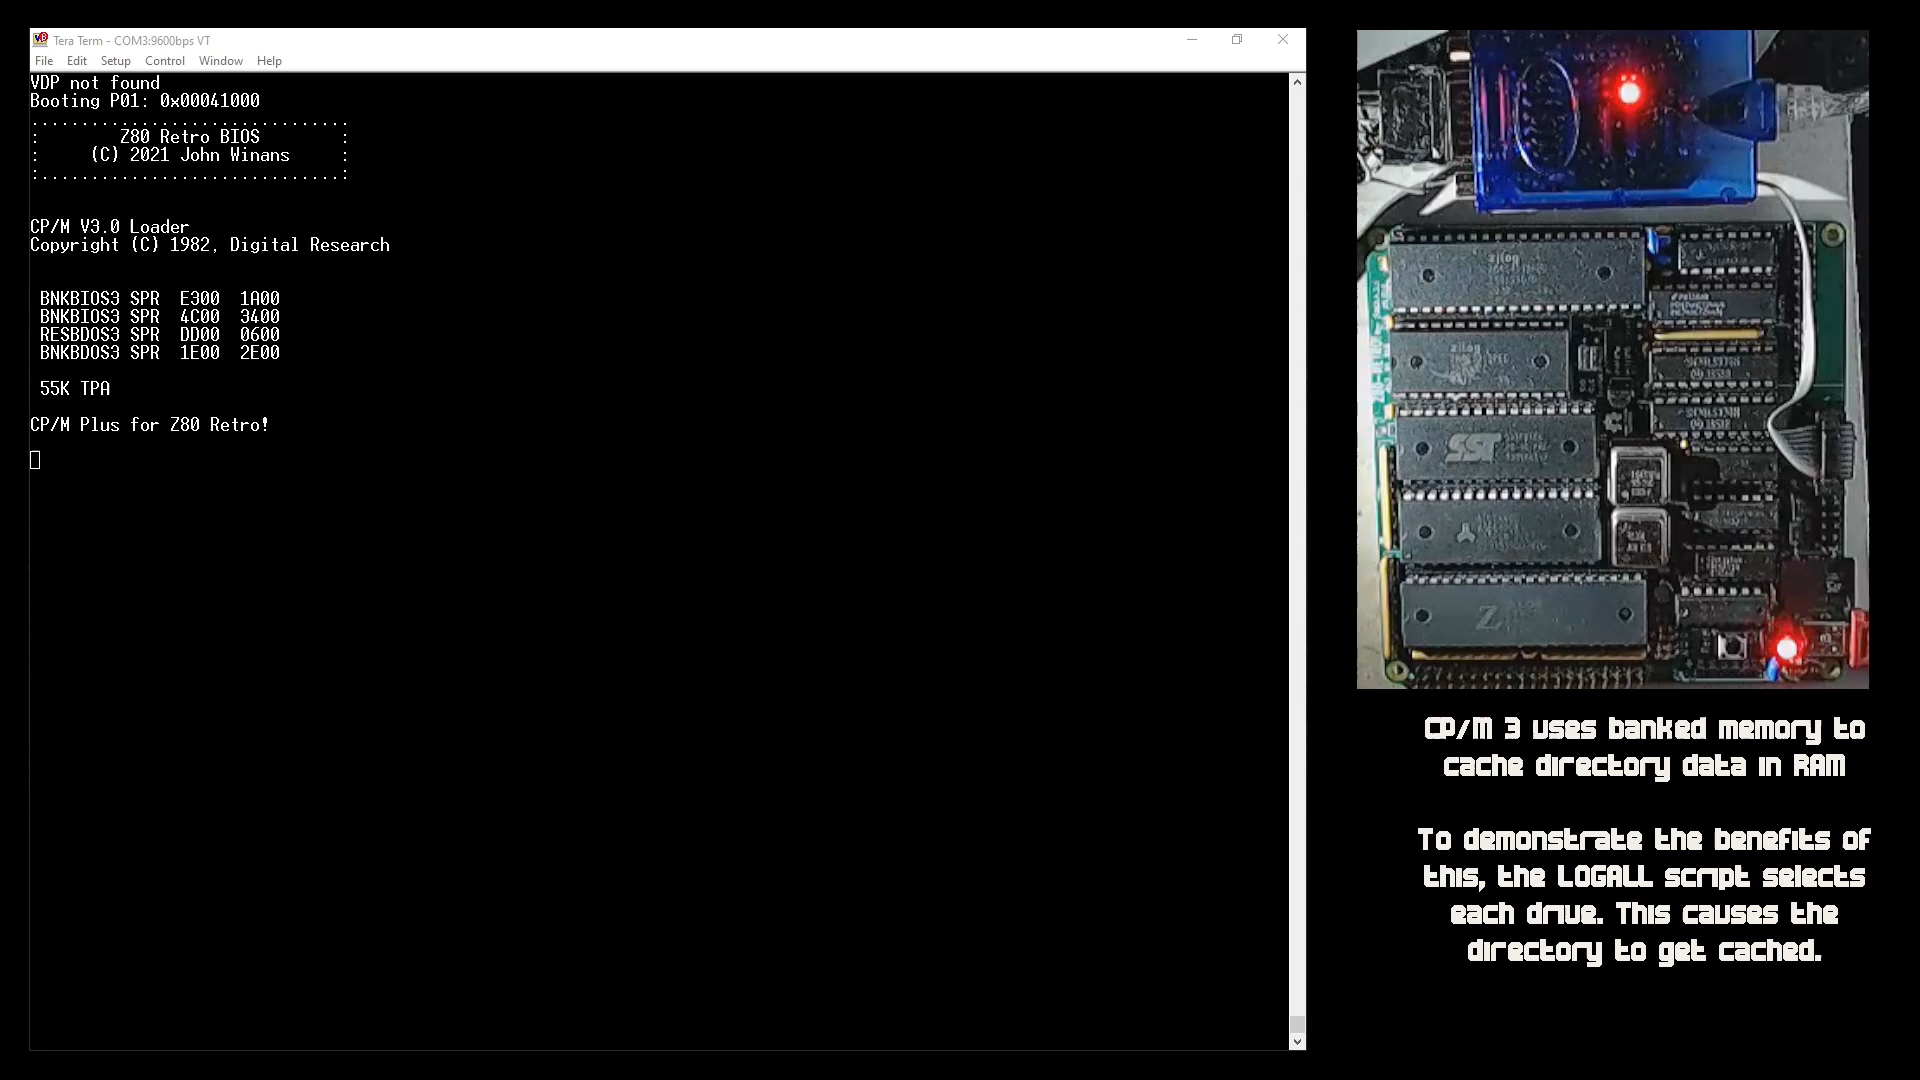 Tera Term - COM3:9600bps VT
File Edit Setup Control Window Help
VDP not found
Booting P01: 0x00041000
Z80 Retro BIOS
(C) 2021 John Winans
CP/M V3.0 Loader
Copyright (C) 1982, Digital Research
BNKBIOS3 SPR E300 1A00
BNKBIOS3 SPR 4C00 3400
RESBDOS3 SPR DD00 0600
BNKBDOS3 SPR 1E00 2E00
55K TPA
CP/M Plus for Z80 Retro!
zilog
zilog
SST
Z
CP/M 3 uses banked memory to
cache directory data in RAM
To demonstrate the benefits of
this, the LOGALL script selects
each drive. This causes the
directory to get cached.